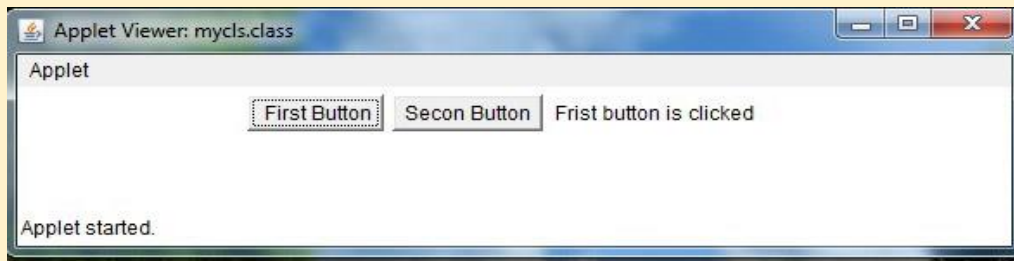 Applet Viewer: mycls.class
Applet
First Button Secon Button Frist button is clicked
Applet started.